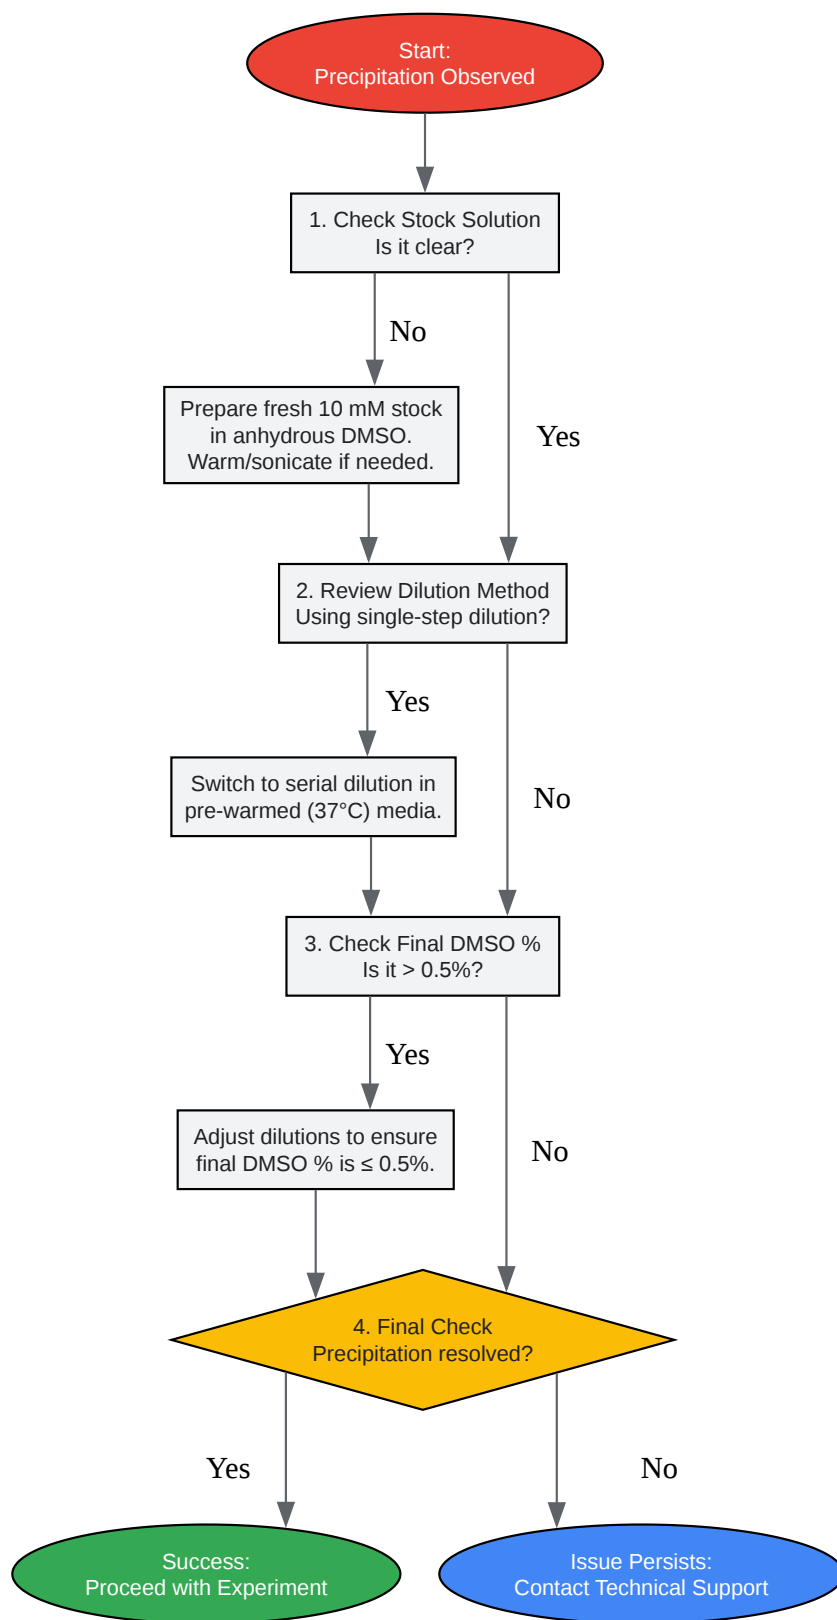 Start:
Precipitation Observed
1. Check Stock Solution
Is it clear?
No
Prepare fresh 10 mM stock
in anhydrous DMSO.
Warm/sonicate if needed.
Yes
2. Review Dilution Method
Using single-step dilution?
Yes
Switch to serial dilution in
pre-warmed (37°C) media.
No
3. Check Final DMSO %
Is it > 0.5%?
Yes
Adjust dilutions to ensure
final DMSO % is ≤ 0.5%.
No
4. Final Check
Precipitation resolved?
Yes
No
Success:
Proceed with Experiment
Issue Persists:
Contact Technical Support